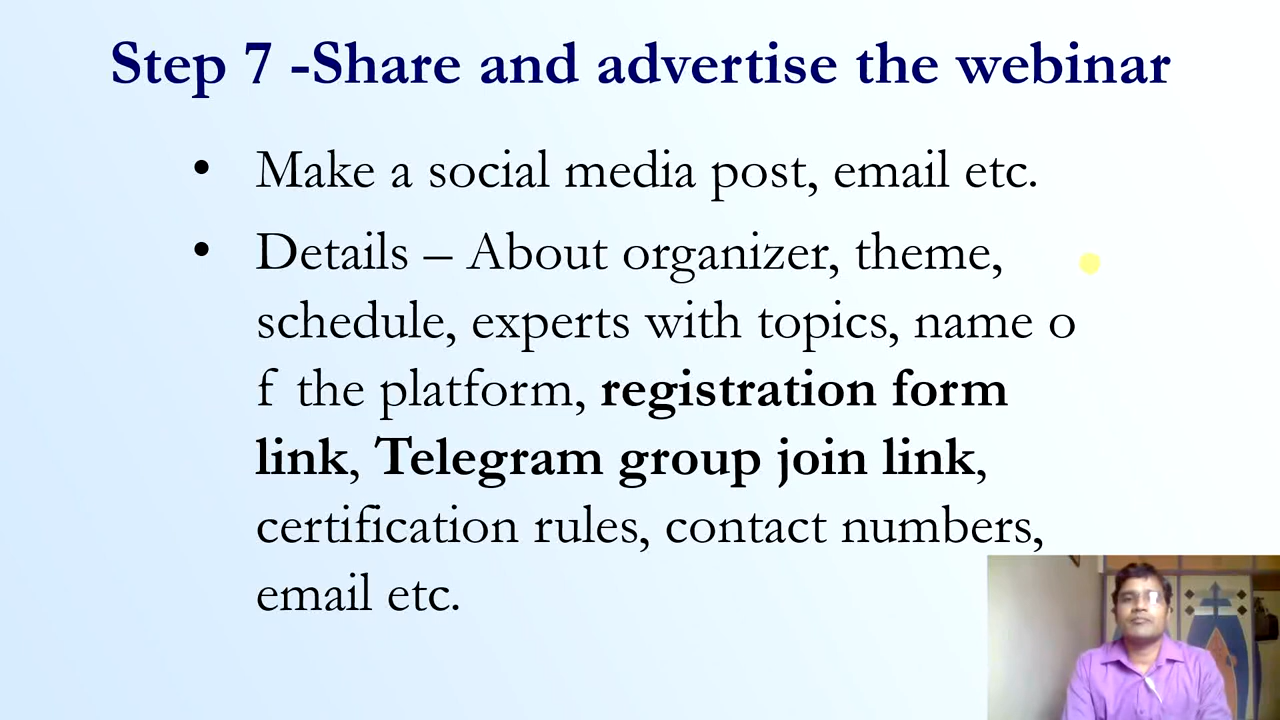 Step 7 -Share and advertise the webinar
• Make a social media post, email etc.
• Details – About organizer, theme,
schedule, experts with topics, name o
f the platform, registration form
link, Telegram group join link,
certification rules, contact numbers,
email etc.